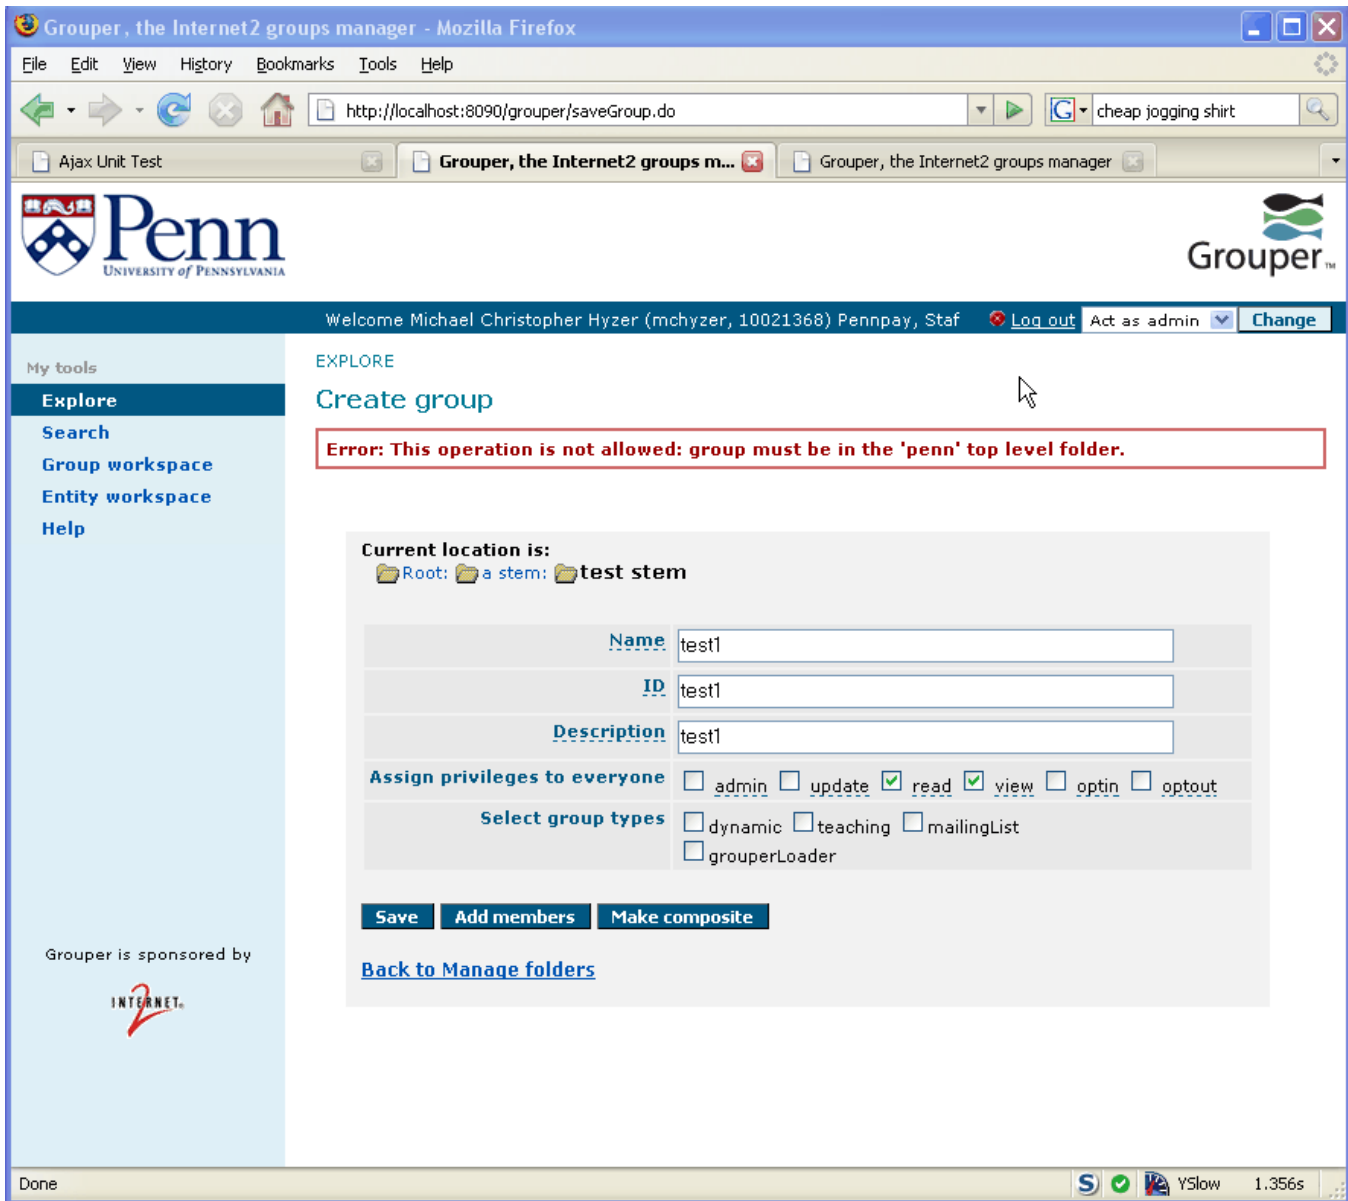 Grouper, the Internet2 groups manager - Mozilla Firefox
File Edit View History Bookmarks Tools Help
http://localhost:8090/grouper/saveGroup.do
G cheap jogging shirt
Ajax Unit Test
Grouper, the Internet2 groups m...
Grouper, the Internet2 groups manager
Penn
UNIVERSITY of PENNSYLVANIA
Grouper™
Welcome Michael Christopher Hyzer (mchyzer, 10021368) Pennpay, Staf
Log out
Act as admin
Change
My tools
Explore
Search
Group workspace
Entity workspace
Help
Grouper is sponsored by
INTERNET®
2
EXPLORE
Create group
Error: This operation is not allowed: group must be in the 'penn' top level folder.
Current location is:
Root: a stem: test stem
Name test1
ID test1
Description test1
Assign privileges to everyone admin update read view optin optout
Select group types dynamic teaching mailingList
grouperLoader
Save Add members Make composite
Back to Manage folders
Done
S YSlow 1.356s